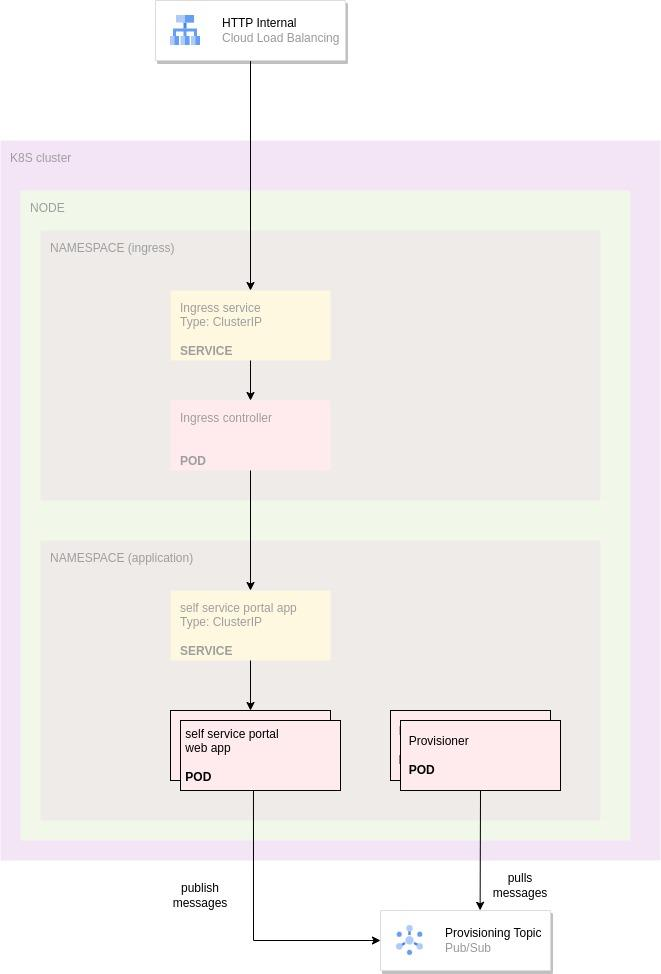 HTTP Internal
Cloud Load Balancing
K8S cluster
NODE
NAMESPACE (ingress)
Ingress service
Type: ClusterIP
SERVICE
Ingress controller
POD
NAMESPACE (application)
self service portal app
Type: ClusterIP
SERVICE
self service portal
web app
POD
Provisioner
POD
publish
messages
pulls
messages
Provisioning Topic
Pub/Sub